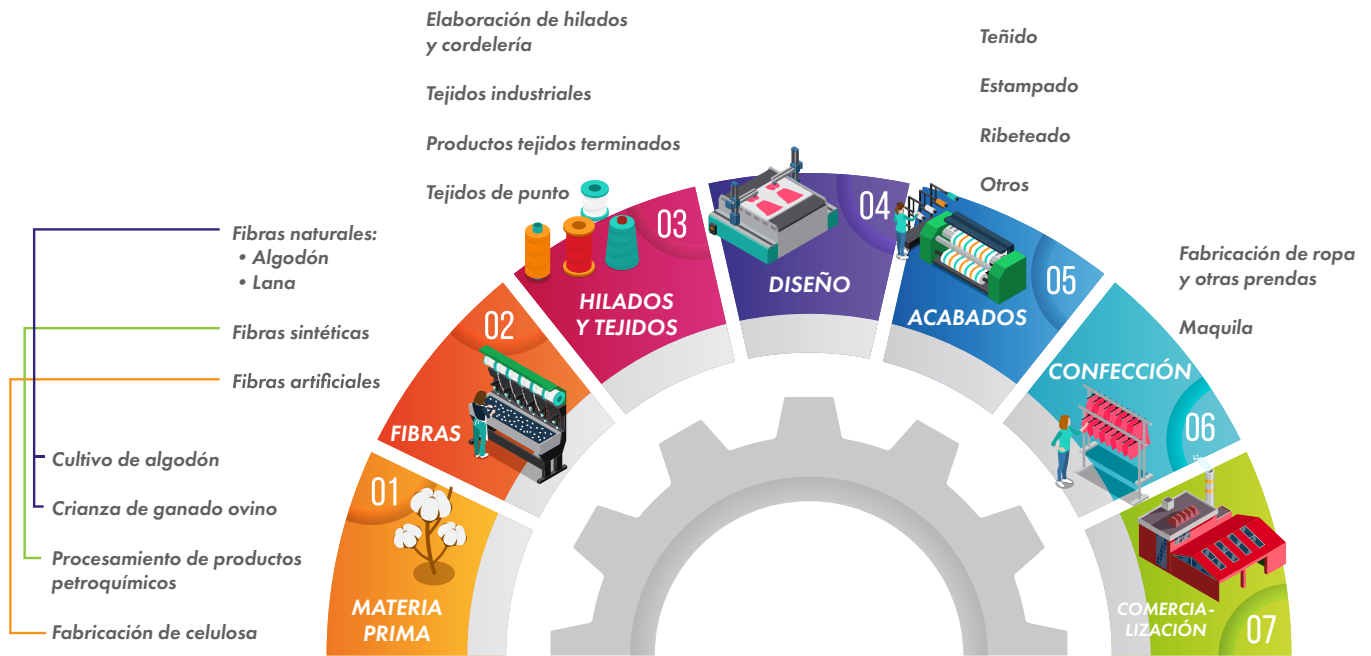 Elaboración de hilados
y cordelería
Tejidos industriales
Productos tejidos terminados
Tejidos de punto
Teñido
Estampado
Ribeteado
Otros
Fibras naturales:
• Algodón
• Lana
Fibras sintéticas
Fibras artificiales
Cultivo de algodón
Crianza de ganado ovino
Procesamiento de productos
petroquímicos
Fabricación de celulosa
Fabricación de ropa
y otras prendas
Maquila
01
MATERIA
PRIMA
02
FIBRAS
03
HILADOS
Y TEJIDOS
04
DISEÑO
05
ACABADOS
CONFECCIÓN
06
COMERCIA-
LIZACIÓN
07